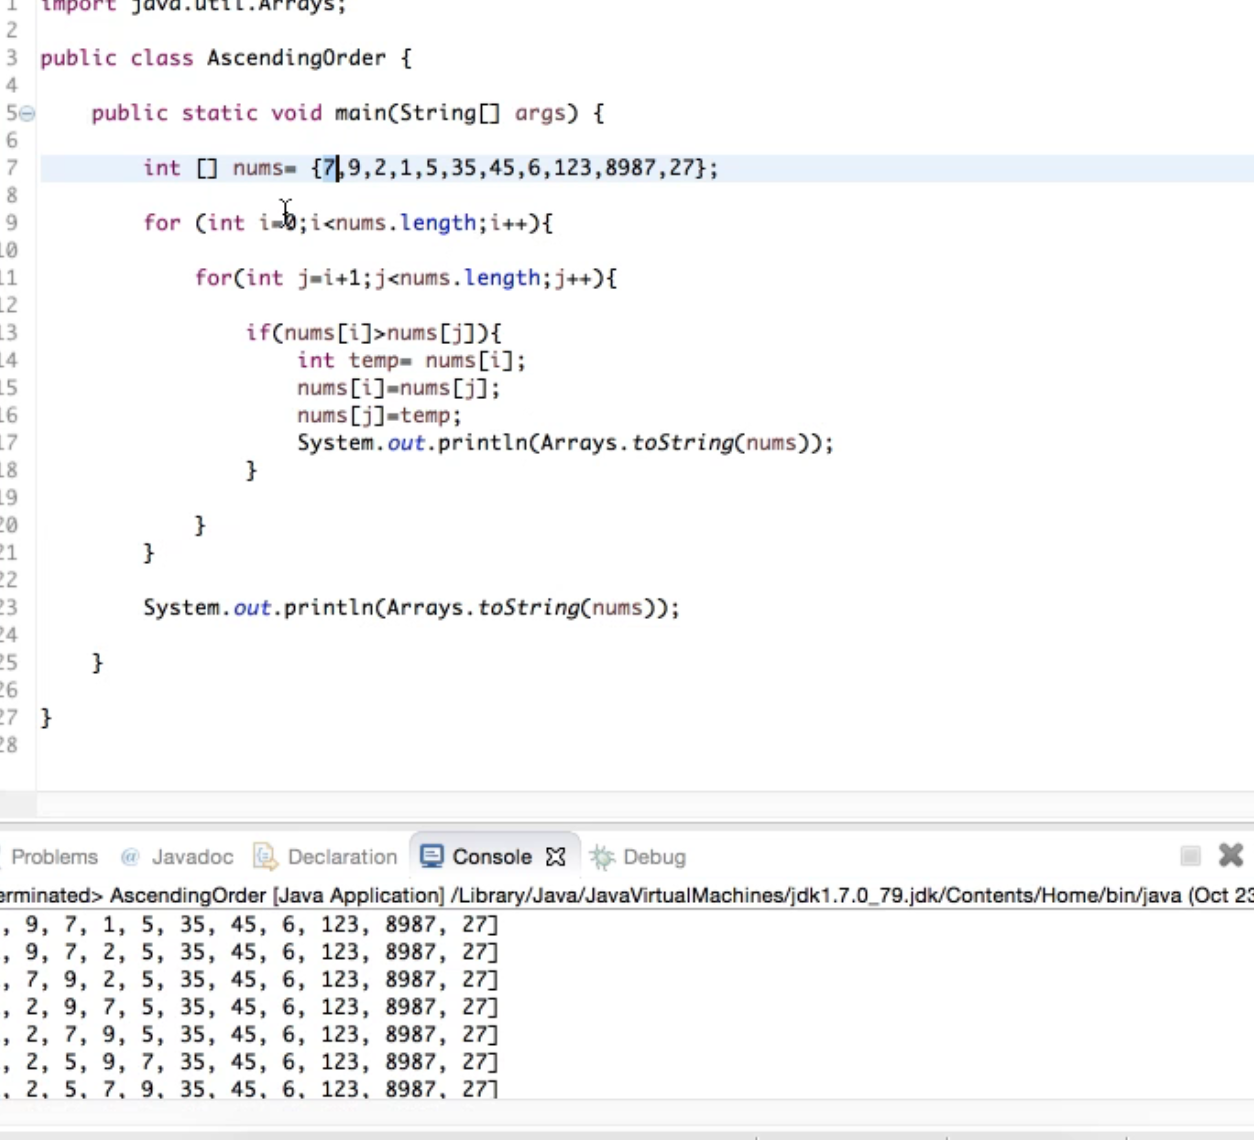 1 import java.util.Arrays;
2
3 public class AscendingOrder {
4
5 public static void main(String[] args) {
6
7 int [] nums= {7,9,2,1,5,35,45,6,123,8987,27};
8
9 for (int i=0;i<nums.length;i++){
10
11 for(int j=i+1;j<nums.length;j++){
12
13 if(nums[i]>nums[j]){
14 int temp= nums[i];
15 nums[i]=nums[j];
16 nums[j]=temp;
17 System.out.println(Arrays.toString(nums));
18 }
19
20 }
21 }
22
23 System.out.println(Arrays.toString(nums));
24
25 }
26
27 }
28
Problems @ Javadoc Declaration Console Debug
erminated> AscendingOrder [Java Application] /Library/Java/JavaVirtualMachines/jdk1.7.0_79.jdk/Contents/Home/bin/java (Oct 23
, 9, 7, 1, 5, 35, 45, 6, 123, 8987, 27]
, 9, 7, 2, 5, 35, 45, 6, 123, 8987, 27]
, 7, 9, 2, 5, 35, 45, 6, 123, 8987, 27]
, 2, 9, 7, 5, 35, 45, 6, 123, 8987, 27]
, 2, 7, 9, 5, 35, 45, 6, 123, 8987, 27]
, 2, 5, 9, 7, 35, 45, 6, 123, 8987, 27]
, 2, 5, 7, 9, 35, 45, 6, 123, 8987, 27]